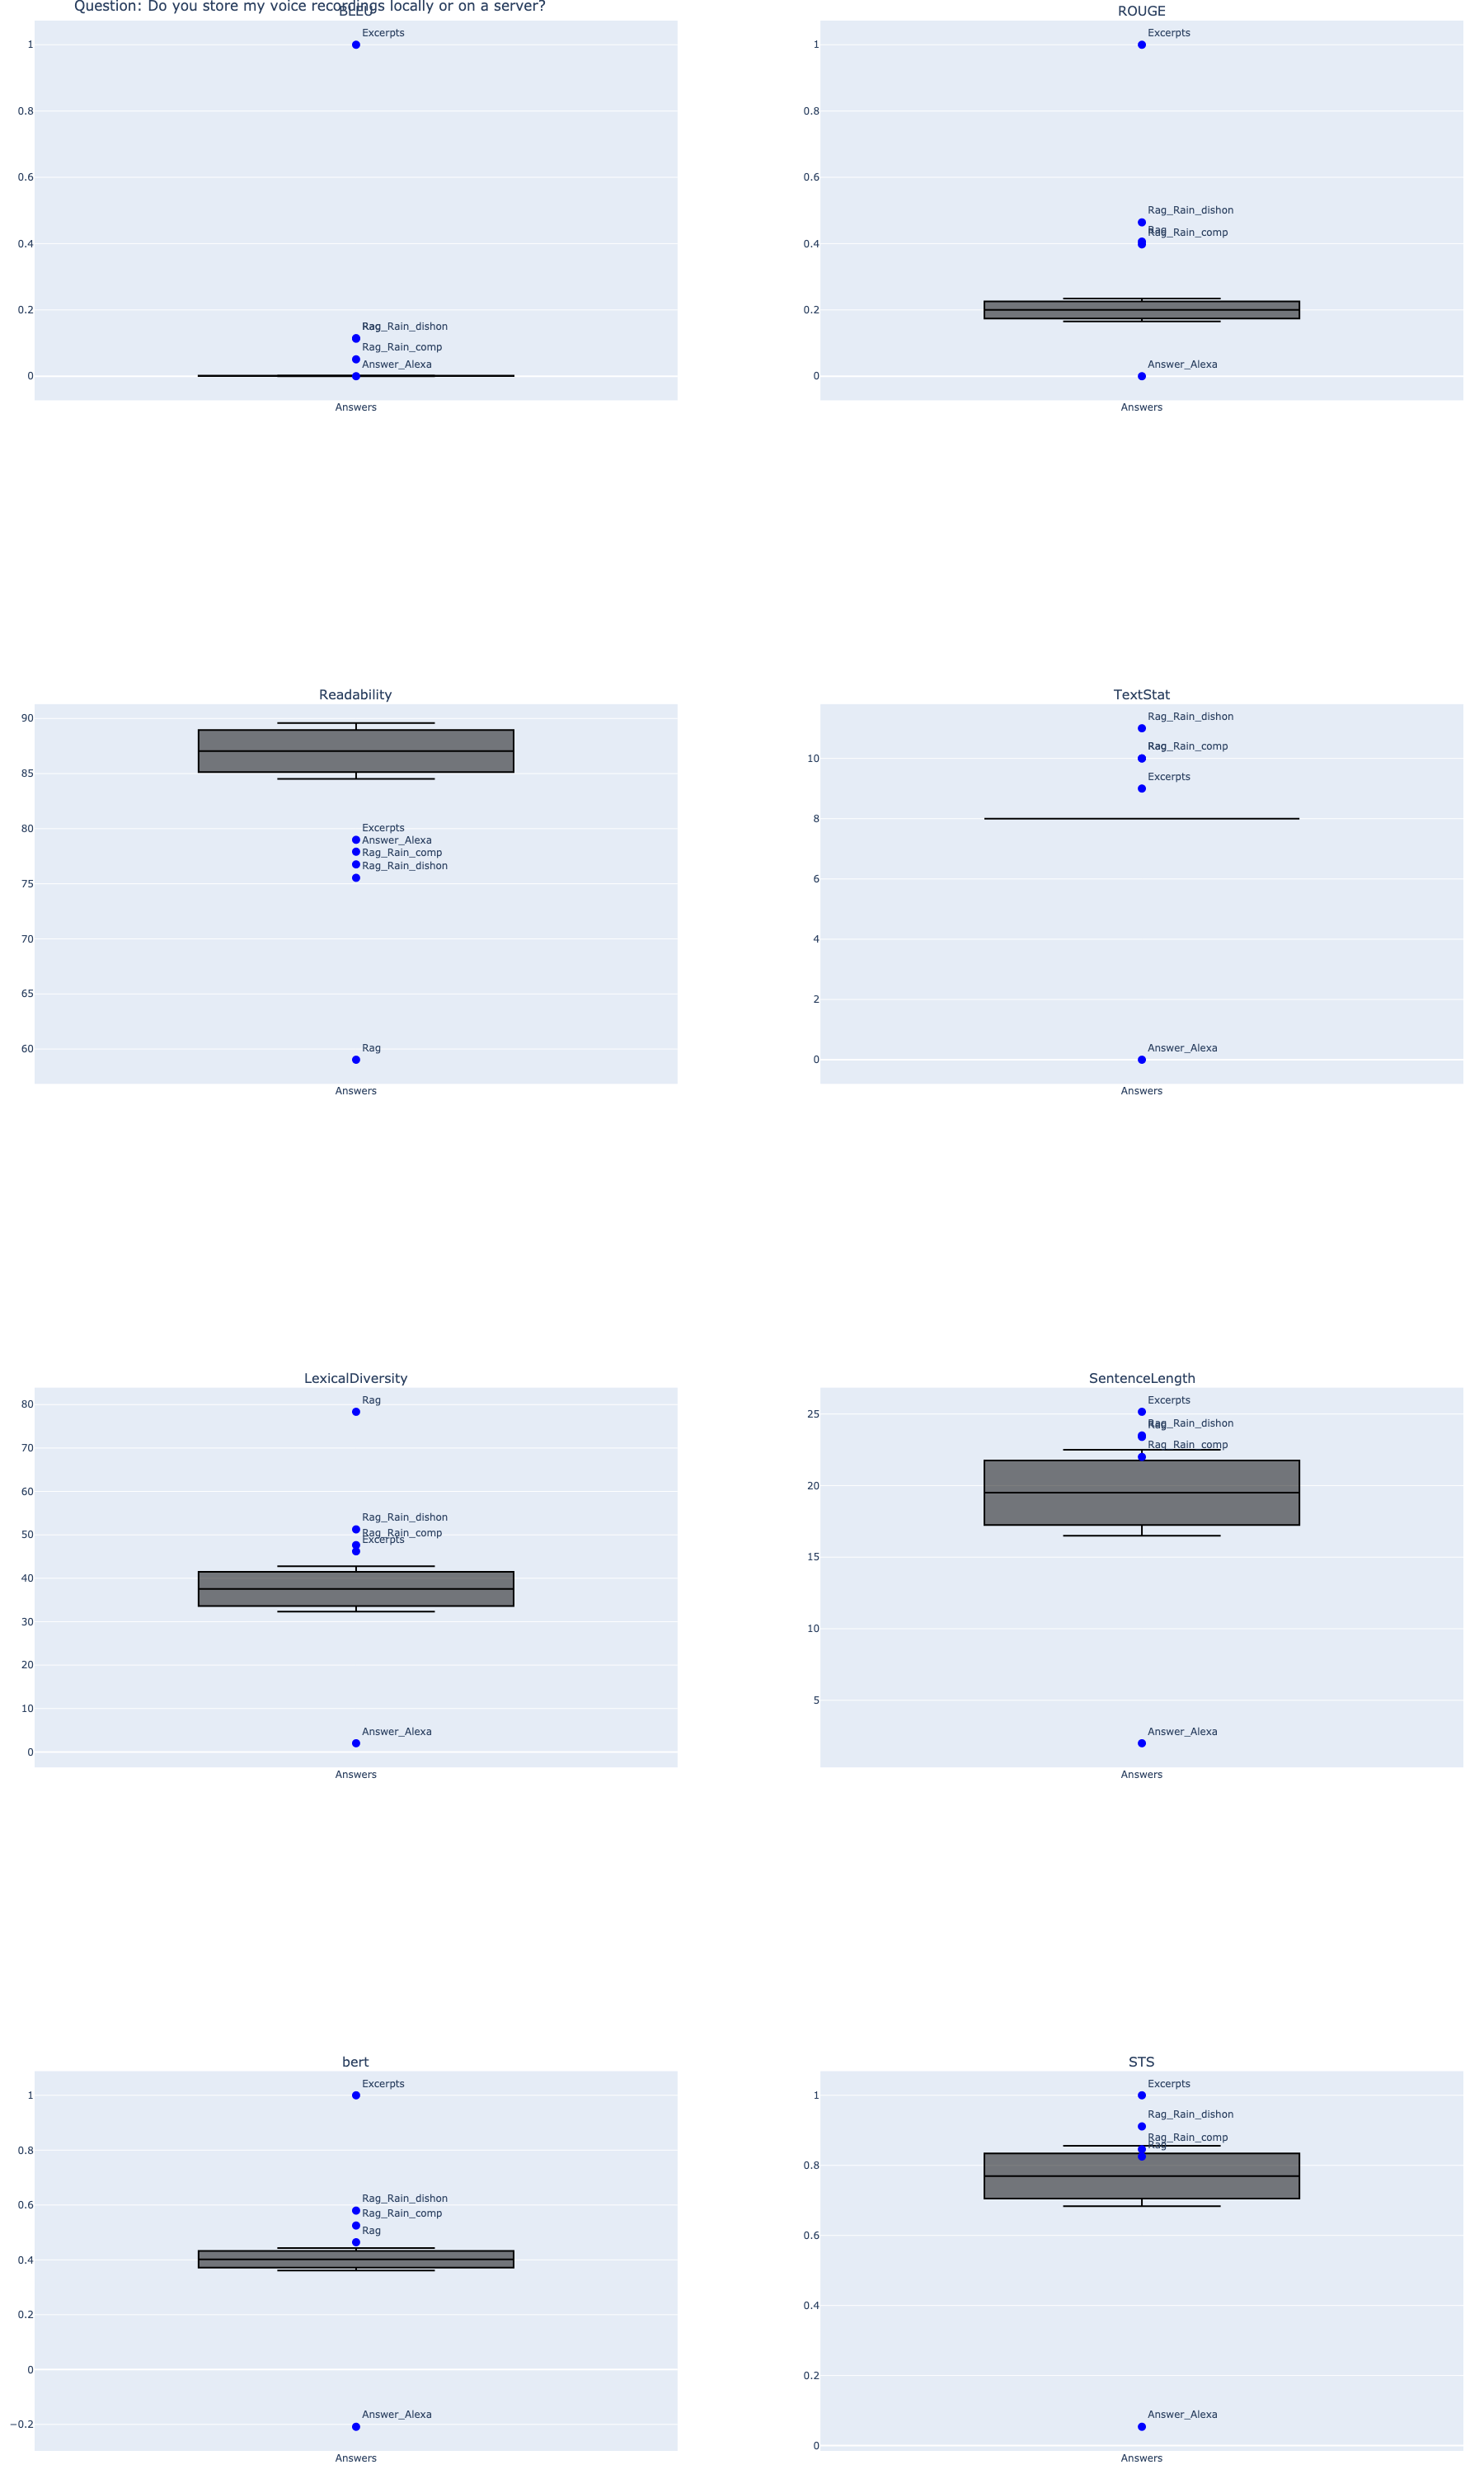 Question: Do you store my voice recordings locally or on a server?
BLEU
ROUGE
1
0.8
0.6
0.4
0.2
0
Excerpts
Rag_Rain_dishon
Rag
Rag_Rain_comp
Answer_Alexa
Answers
1
0.8
0.6
0.4
0.2
0
Excerpts
Rag_Rain_dishon
Rag
Rag_Rain_comp
Answer_Alexa
Answers
Readability
TextStat
90
85
80
75
70
65
60
Excerpts
Answer_Alexa
Rag_Rain_comp
Rag_Rain_dishon
Rag
Answers
10
8
6
4
2
0
Rag_Rain_dishon
Rag
Rag_Rain_comp
Excerpts
Answer_Alexa
Answers
LexicalDiversity
SentenceLength
80
70
60
50
40
30
20
10
0
Rag
Rag_Rain_dishon
Rag_Rain_comp
Excerpts
Answer_Alexa
Answers
25
20
15
10
5
Excerpts
Rag_Rain_dishon
Rag
Rag_Rain_comp
Answer_Alexa
Answers
bert
STS
1
0.8
0.6
0.4
0.2
0
−0.2
Excerpts
Rag_Rain_dishon
Rag_Rain_comp
Rag
Answer_Alexa
Answers
1
0.8
0.6
0.4
0.2
0
Excerpts
Rag_Rain_dishon
Rag_Rain_comp
Rag
Answer_Alexa
Answers